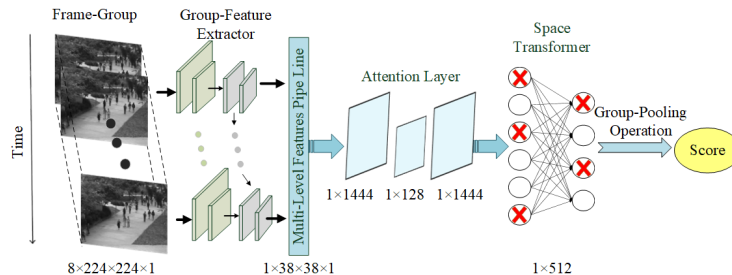 Frame-Group
Group-Feature
Extractor
Space
Transformer
Time
Multi-Level Features Pipe Line
Attention Layer
Group-Pooling
Operation
Score
1×1444
1×128
1×1444
8×224×224×1
1×38×38×1
1×512